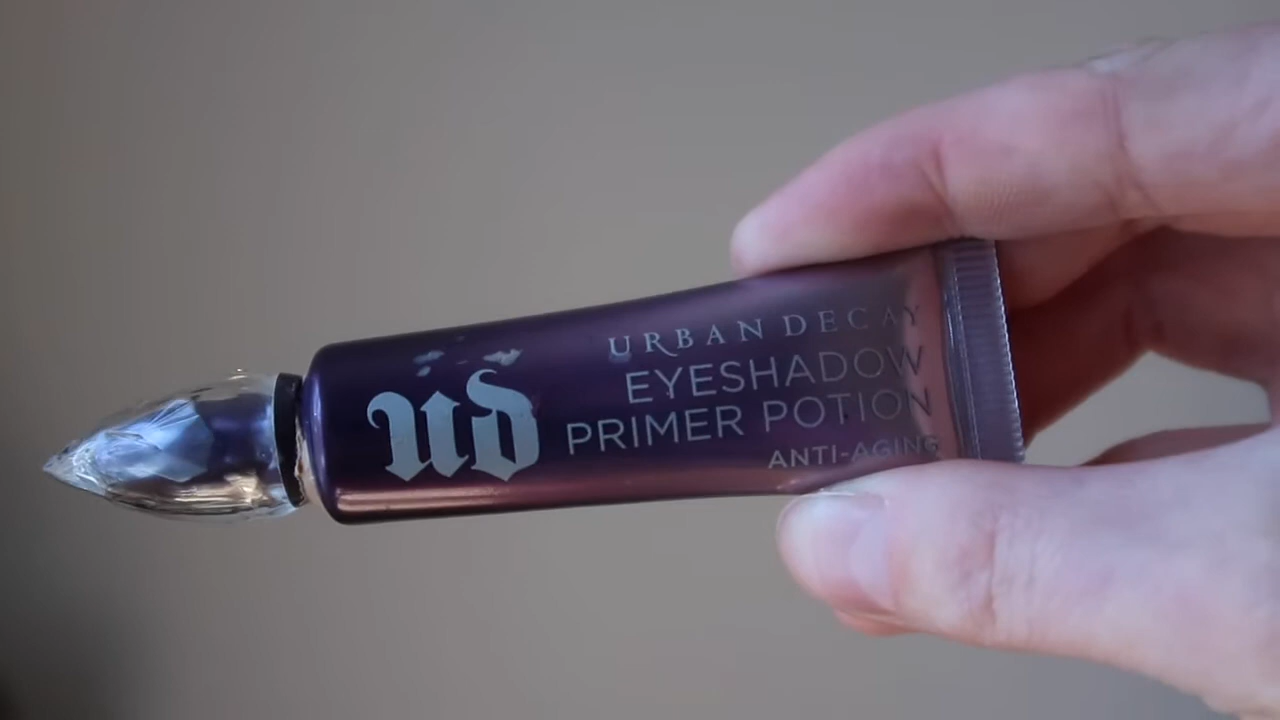 ud
URBAN DECAY
EYESHADOW
PRIMER POTION
ANTI-AGING